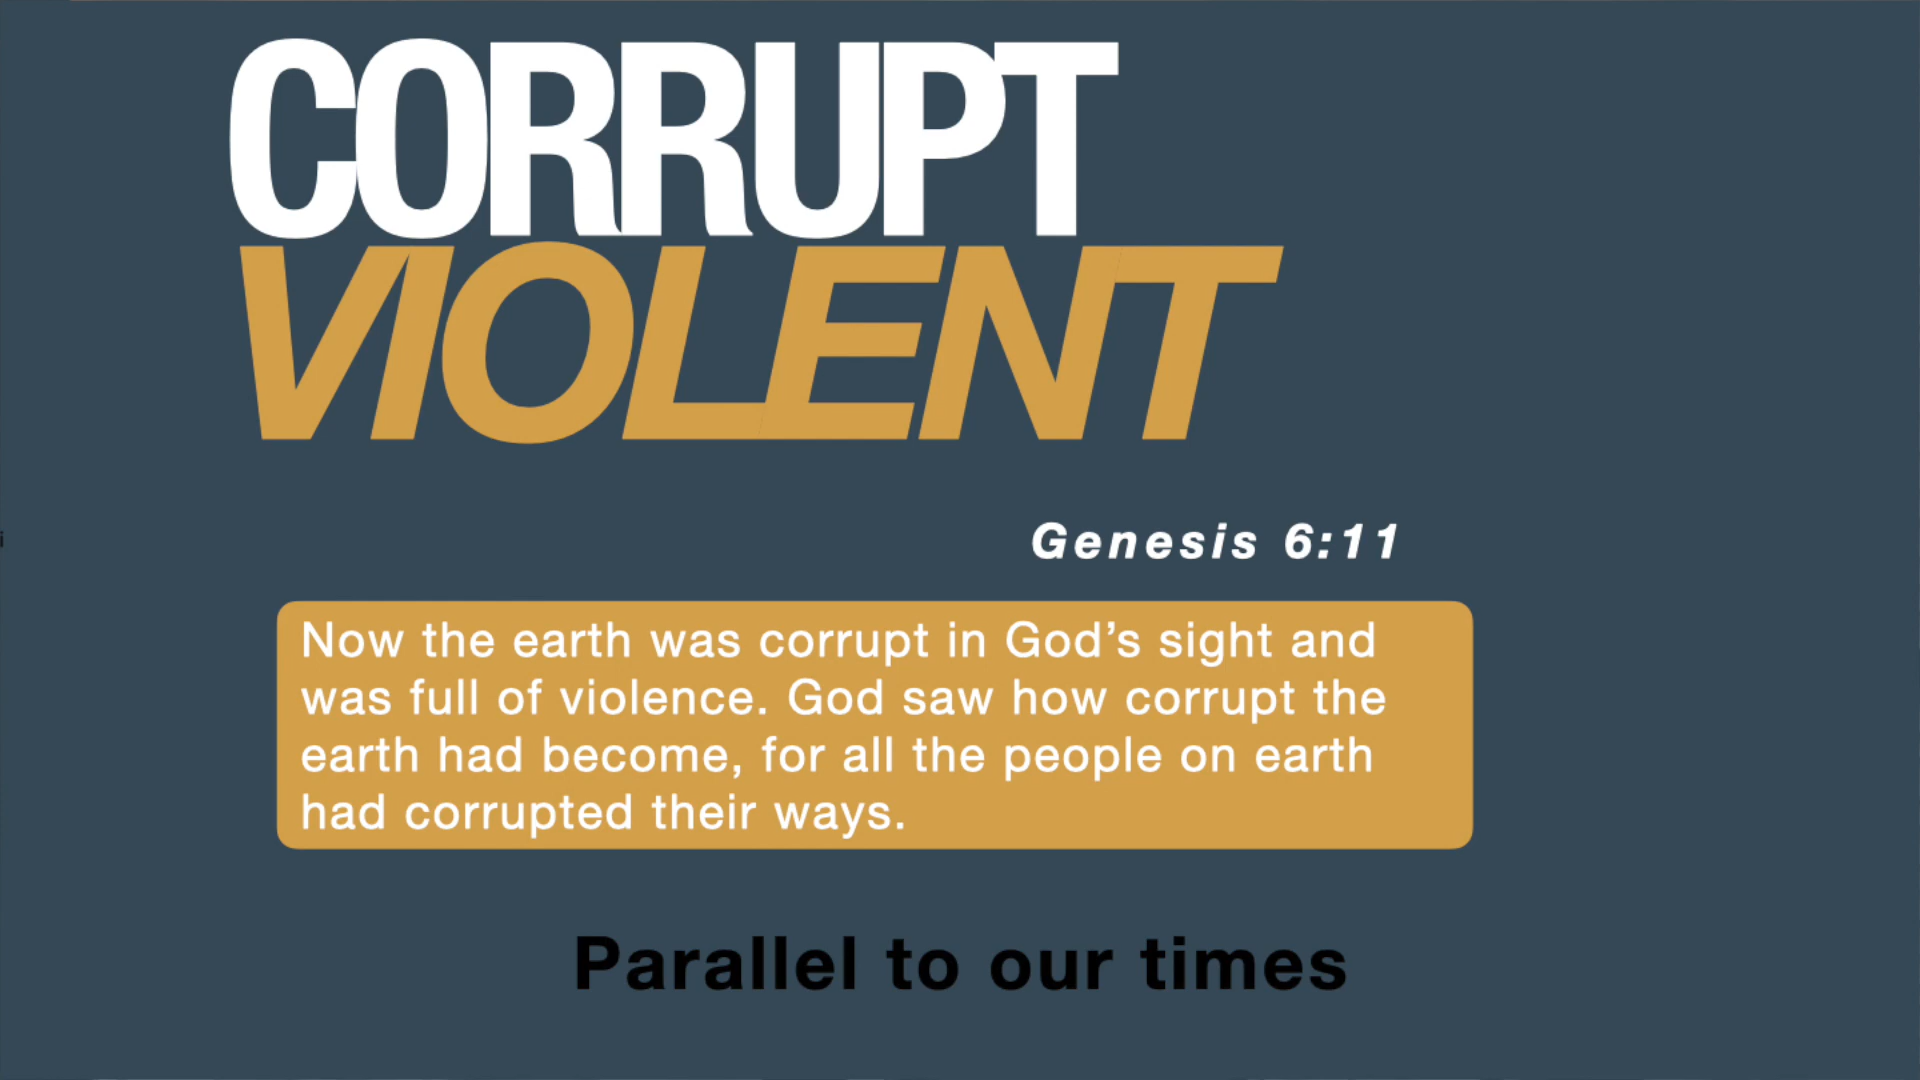 CORRUPT
VIOLENT
Genesis 6:11
i
Now the earth was corrupt in God’s sight and
was full of violence. God saw how corrupt the
earth had become, for all the people on earth
had corrupted their ways.
Parallel to our times